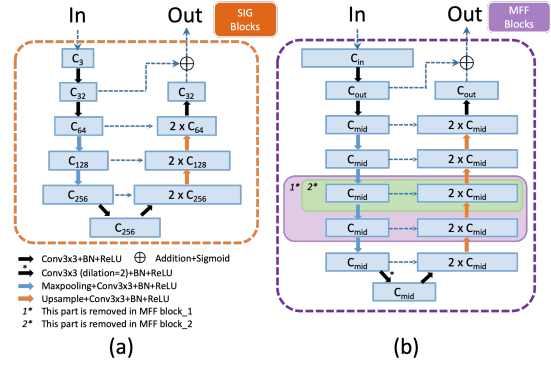 In
Out
SIG
Blocks
C3
C32
C32
C64
2 x C64
C128
2 x C128
C256
2 x C256
C256
Conv3x3+BN+ReLU
Addition+Sigmoid
* Conv3x3 (dilation=2)+BN+ReLU
Maxpooling+Conv3x3+BN+ReLU
Upsample+Conv3x3+BN+ReLU
1* This part is removed in MFF block_1
2* This part is removed in MFF block_2
(a)
In
Out
MFF
Blocks
Cin
Cout
Cout
Cmid
2 x Cmid
Cmid
2 x Cmid
1* 2*
Cmid
2 x Cmid
Cmid
2 x Cmid
Cmid
2 x Cmid
*
Cmid
(b)